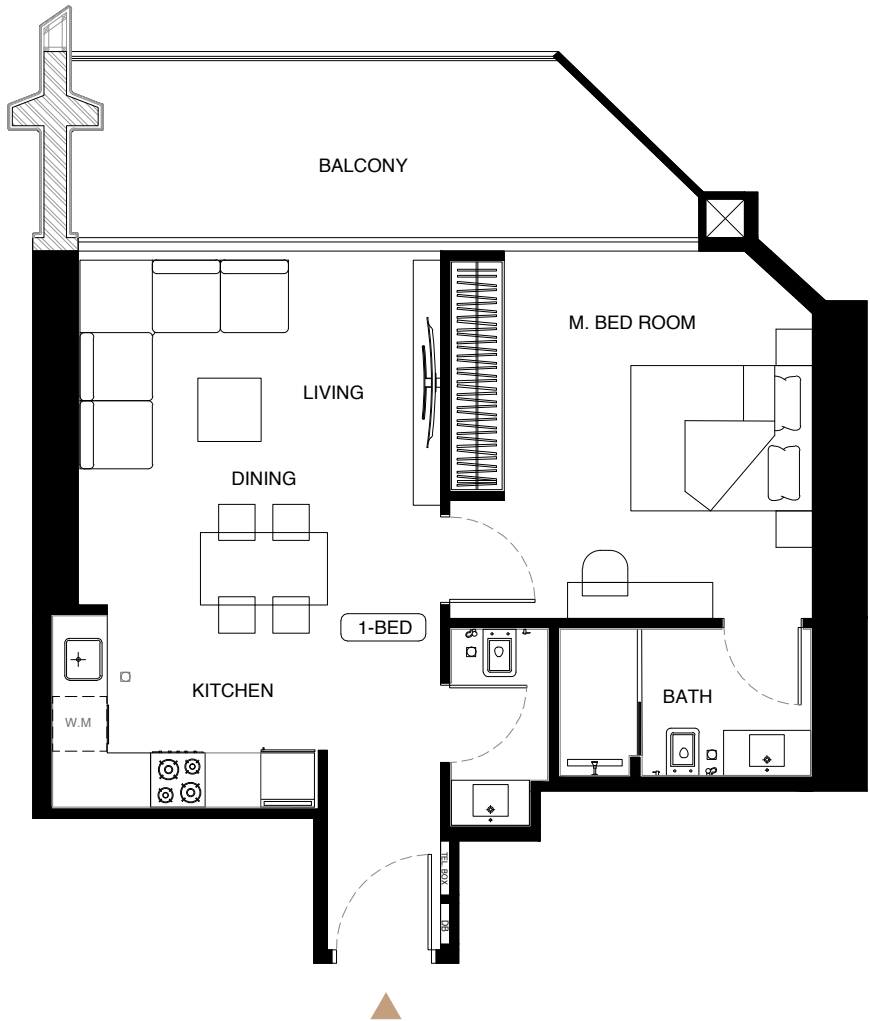 BALCONY
M. BED ROOM
LIVING
DINING
1-BED
KITCHEN
BATH
W.M
TEL BOX
DB